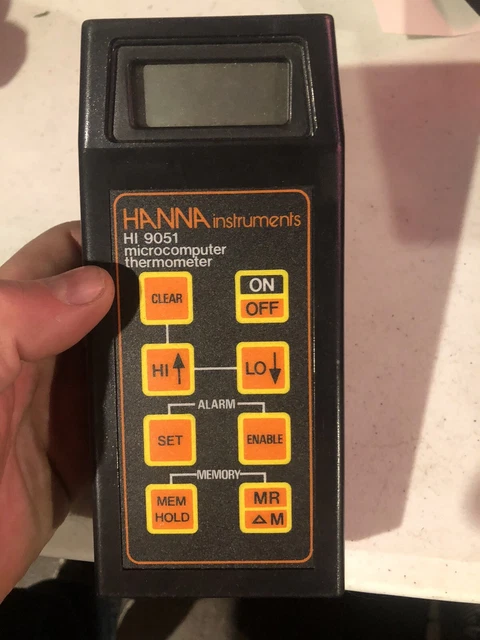 HANNA instruments
HI 9051
microcomputer
thermometer
CLEAR
ON
OFF
HI↑
LO↓
ALARM
SET
ENABLE
MEMORY
MEM
HOLD
MR
△M